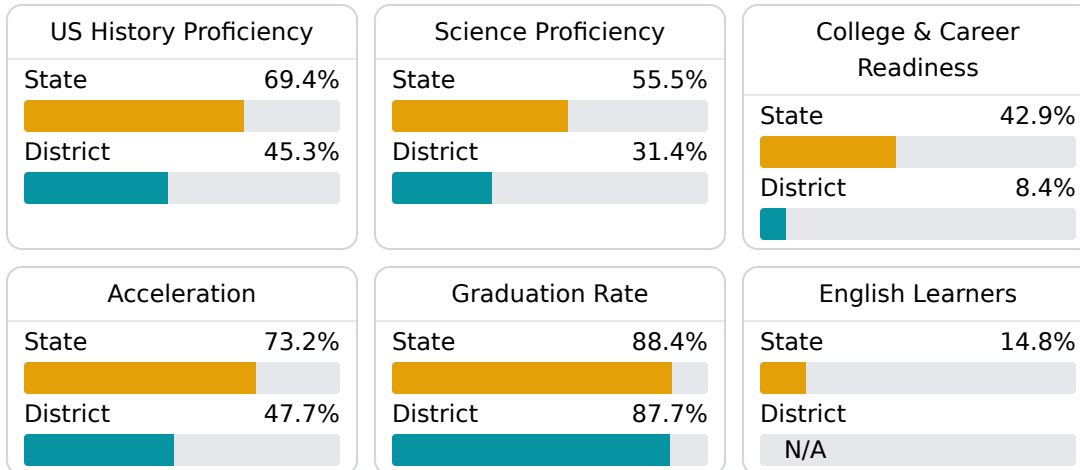 US History Proficiency
State 69.4%
District 45.3%
Science Proficiency
State 55.5%
District 31.4%
College & Career
Readiness
State 42.9%
District 8.4%
Acceleration
State 73.2%
District 47.7%
Graduation Rate
State 88.4%
District 87.7%
English Learners
State 14.8%
District
N/A